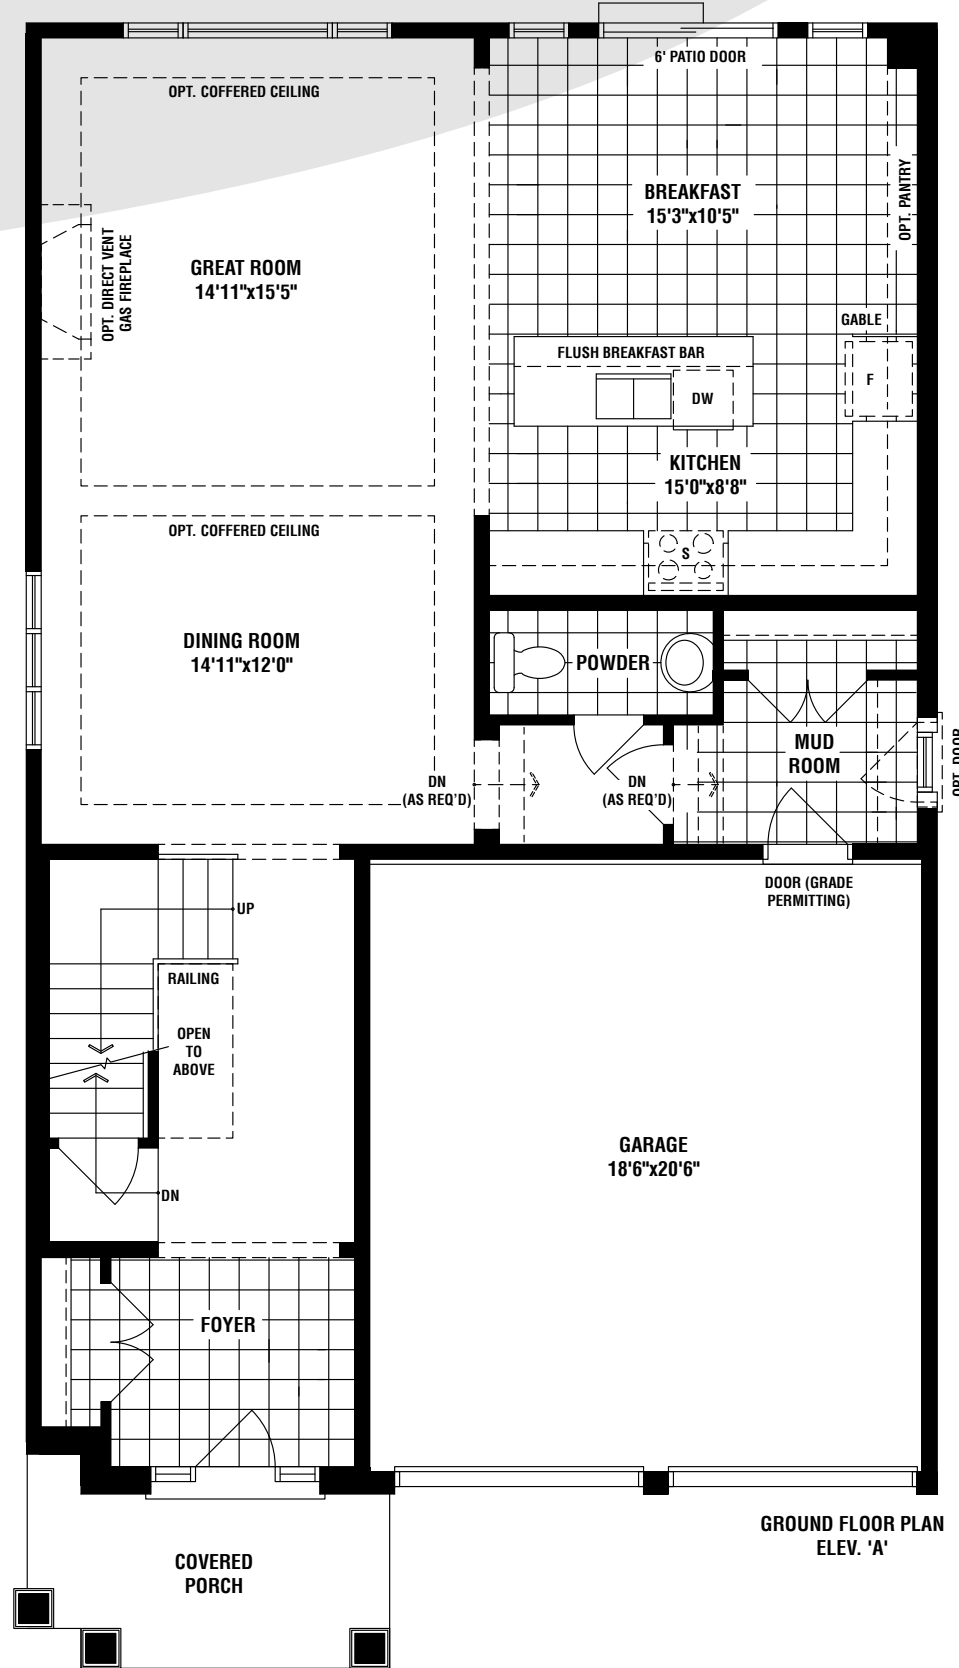 6' PATIO DOOR
OPT. COFFERED CEILING
BREAKFAST
15'3"x10'5"
OPT. PANTRY
OPT. DIRECT VENT
GAS FIREPLACE
GREAT ROOM
14'11"x15'5"
GABLE
FLUSH BREAKFAST BAR
F
DW
KITCHEN
15'0"x8'8"
OPT. COFFERED CEILING
S
DINING ROOM
14'11"x12'0"
POWDER
MUD
ROOM
OPT. DOOR
DN
(AS REQ'D)
DN
(AS REQ'D)
DOOR (GRADE
PERMITTING)
UP
RAILING
OPEN
TO
ABOVE
GARAGE
18'6"x20'6"
DN
FOYER
GROUND FLOOR PLAN
ELEV. 'A'
COVERED
PORCH